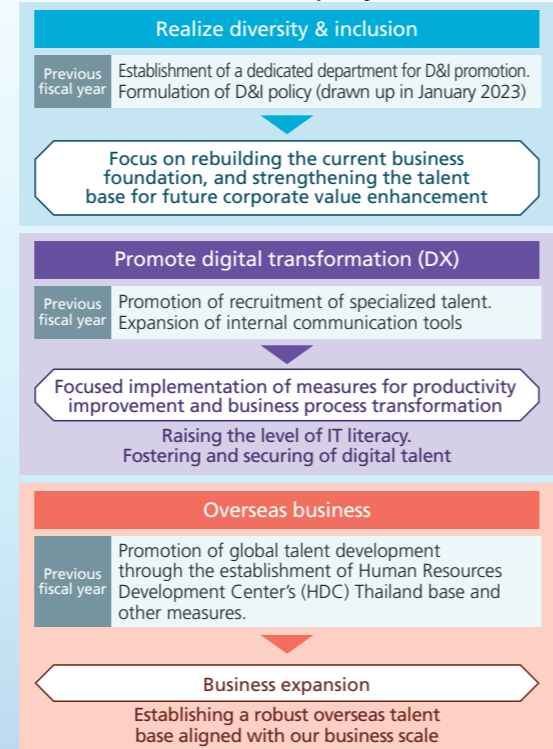 Realize diversity & inclusion
Previous
fiscal year
Establishment of a dedicated department for D&I promotion.
Formulation of D&I policy (drawn up in January 2023)
Focus on rebuilding the current business
foundation, and strengthening the talent
base for future corporate value enhancement
Promote digital transformation (DX)
Previous
fiscal year
Promotion of recruitment of specialized talent.
Expansion of internal communication tools
Focused implementation of measures for productivity
improvement and business process transformation
Raising the level of IT literacy.
Fostering and securing of digital talent
Overseas business
Previous
fiscal year
Promotion of global talent development
through the establishment of Human Resources
Development Center's (HDC) Thailand base and
other measures.
Business expansion
Establishing a robust overseas talent
base aligned with our business scale